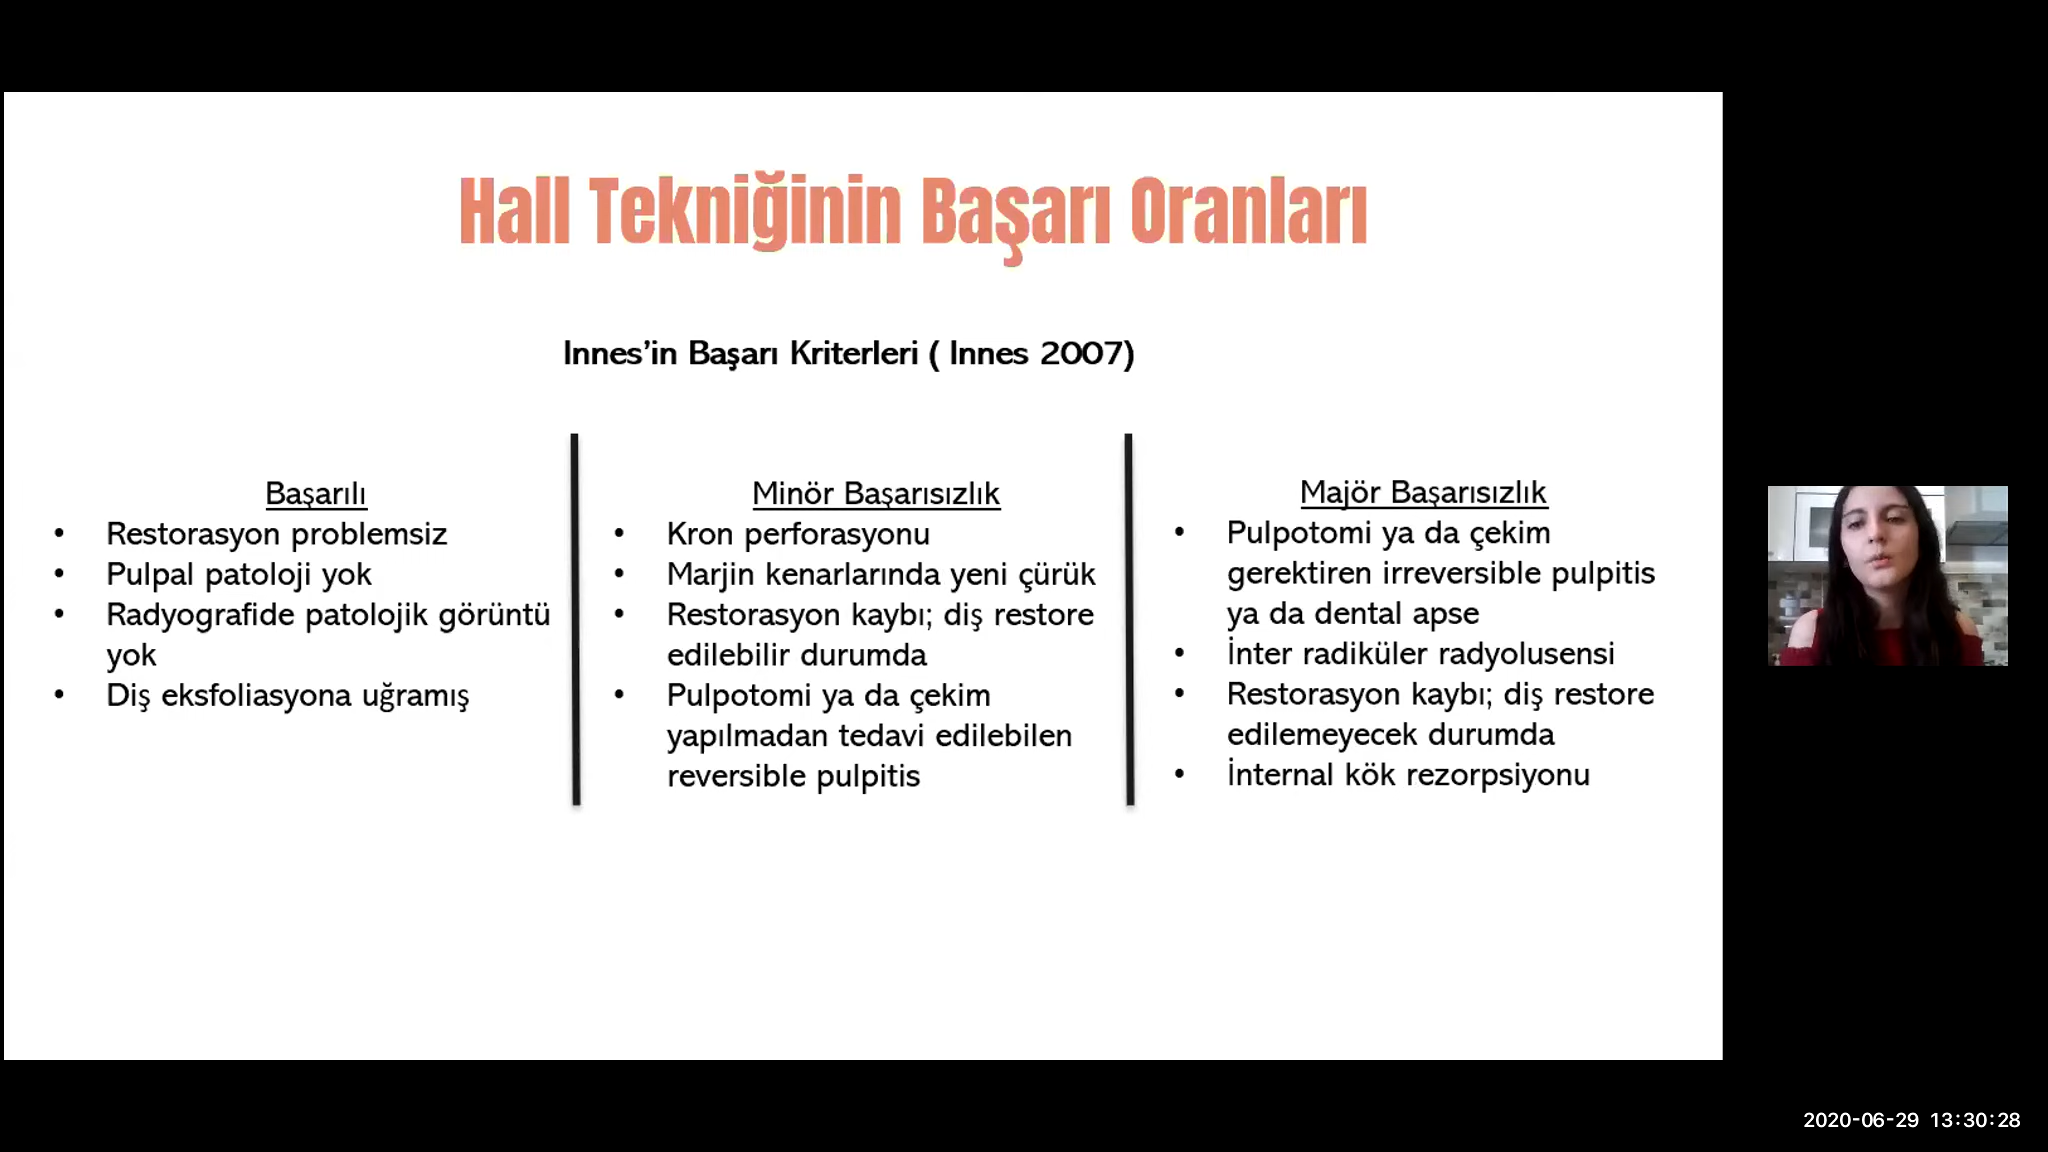 Hall Tekniğinin Başarı Oranları
Innes'in Başarı Kriterleri ( Innes 2007)
Başarılı
• Restorasyon problemsiz
• Pulpal patoloji yok
• Radyografide patolojik görüntü
yok
• Diş eksfoliasyona uğramış
Minör Başarısızlık
• Kron perforasyonu
• Marjin kenarlarında yeni çürük
• Restorasyon kaybı; diş restore
edilebilir durumda
• Pulpotomi ya da çekim
yapılmadan tedavi edilebilen
reversible pulpitis
Majör Başarısızlık
• Pulpotomi ya da çekim
gerektiren irreversible pulpitis
ya da dental apse
• İnter radiküler radyolusensi
• Restorasyon kaybı; diş restore
edilemeyecek durumda
• İnternal kök rezorpsiyonu
2020-06-29 13:30:28